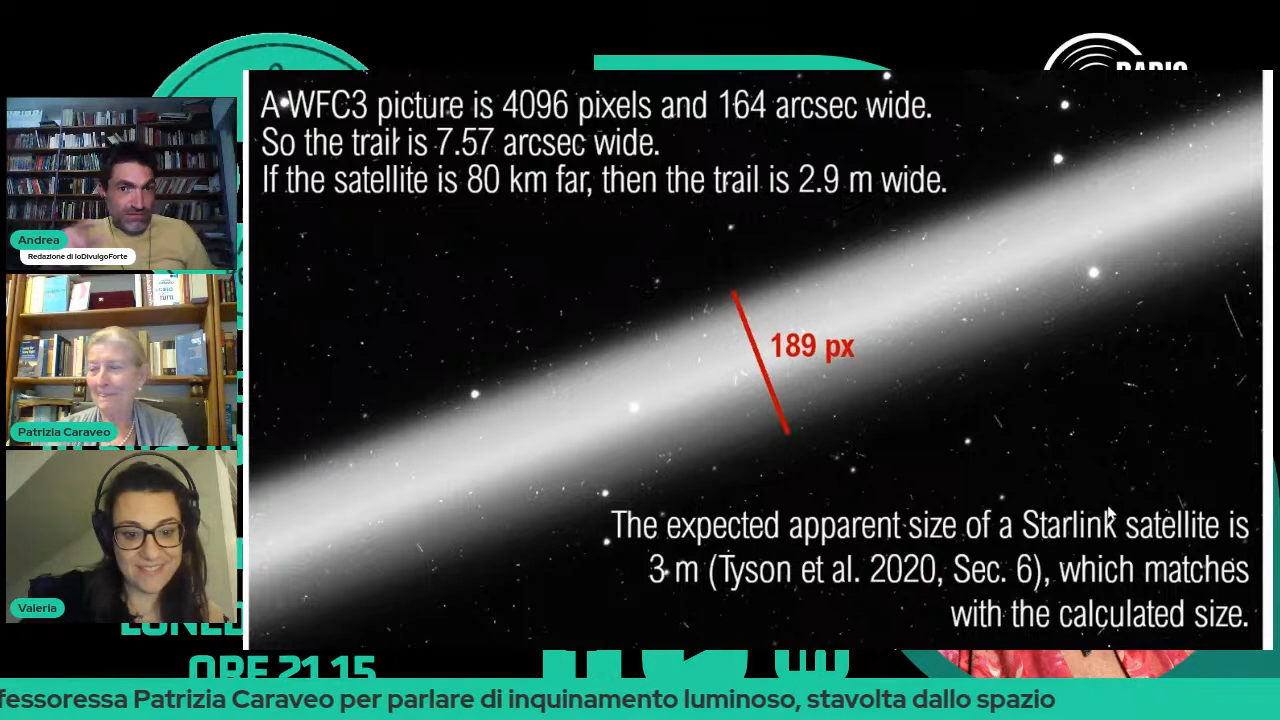 RADIO
A WFC3 picture is 4096 pixels and 164 arcsec wide.
So the trail is 7.57 arcsec wide.
If the satellite is 80 km far, then the trail is 2.9 m wide.
189 px
The expected apparent size of a Starlink satellite is
3 m (Tyson et al. 2020, Sec. 6), which matches
with the calculated size.
Andrea
Redazione di IoDivulgoForte
TUTTI
Patrizia Caraveo
Valeria
LUNED
ORE 21.15
fessoressa Patrizia Caraveo per parlare di inquinamento luminoso, stavolta dallo spazio